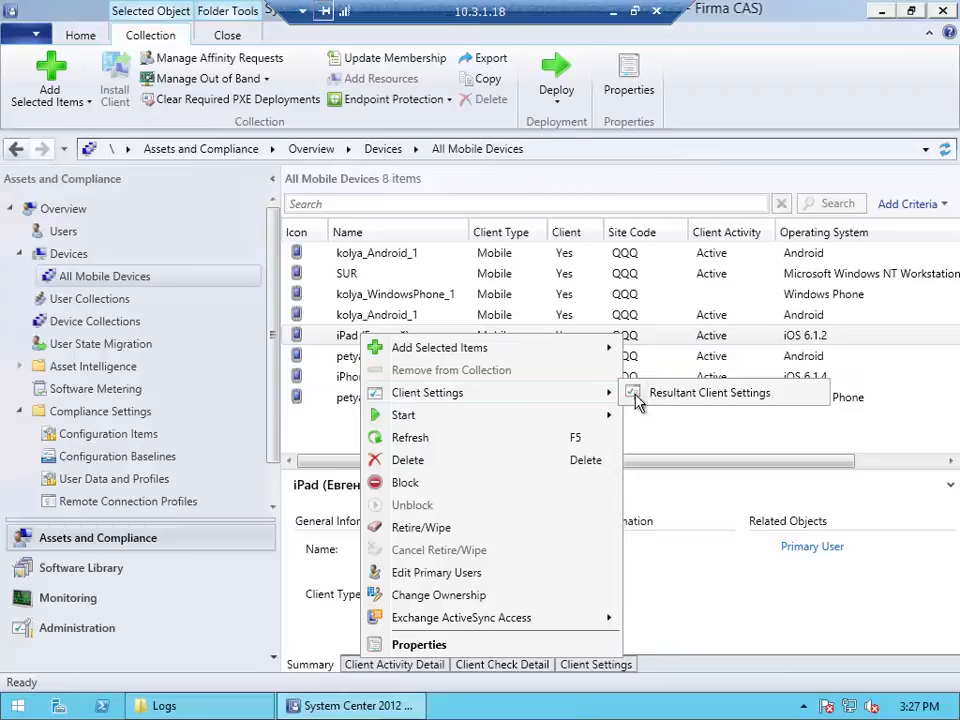 Selected Object Folder Tools Sy 10.3.1.18 - Firma CAS)
Home Collection Close
Add Selected Items
Install Client
Manage Affinity Requests
Manage Out of Band
Clear Required PXE Deployments
Update Membership
Add Resources
Endpoint Protection
Export
Copy
Delete
Collection
Deploy
Deployment
Properties
Properties
\ Assets and Compliance Overview Devices All Mobile Devices
Assets and Compliance
Overview
Users
Devices
All Mobile Devices
User Collections
Device Collections
User State Migration
Asset Intelligence
Software Metering
Compliance Settings
Configuration Items
Configuration Baselines
User Data and Profiles
Remote Connection Profiles
Assets and Compliance
Software Library
Monitoring
Administration
All Mobile Devices 8 items
Search Search Add Criteria
Icon Name Client Type Client Site Code Client Activity Operating System
kolya_Android_1 Mobile Yes QQQ Active Android
SUR Mobile Yes QQQ Active Microsoft Windows NT Workstation
kolya_WindowsPhone_1 Mobile Yes QQQ Windows Phone
kolya_Android_1 Mobile Yes QQQ Active Android
iPad QQQ Active iOS 6.1.2
petya Active Android
iPho Active iOS 6.1.4
petya Phone
Add Selected Items
Remove from Collection
Client Settings
Start
Refresh F5
Delete Delete
Block
Unblock
Retire/Wipe
Cancel Retire/Wipe
Edit Primary Users
Change Ownership
Exchange ActiveSync Access
Properties
Resultant Client Settings
iPad (Евген
General Infor mation Related Objects
Name: Primary User
Client Type
Summary Client Activity Detail Client Check Detail Client Settings
Ready
Logs System Center 2012 ... 3:27 PM